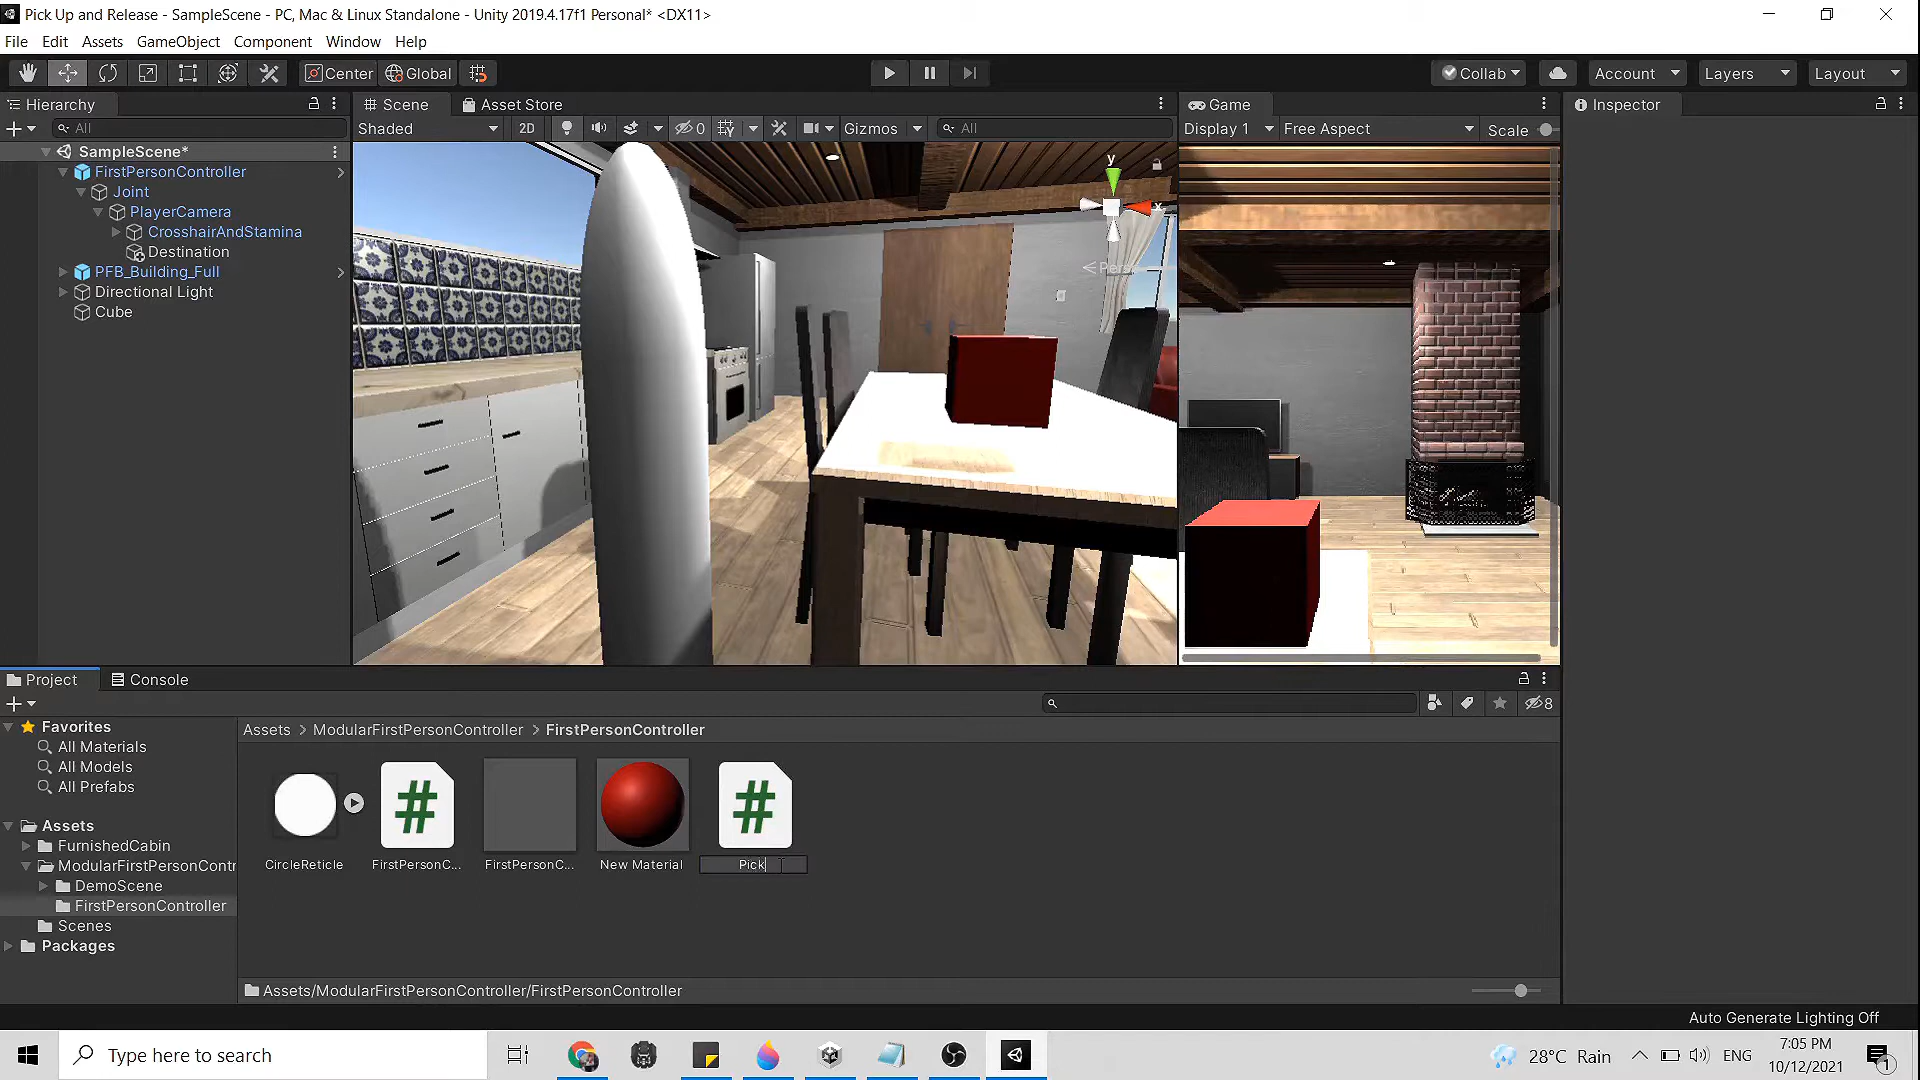 Pick Up and Release - SampleScene - PC, Mac & Linux Standalone - Unity 2019.4.17f1 Personal* <DX11>
File Edit Assets GameObject Component Window Help
Center Global Collab Account Layers Layout
Hierarchy Scene Asset Store Game Inspector
All Shaded 2D 0 Gizmos All Display 1 Free Aspect Scale
SampleScene*
FirstPersonController
Joint
PlayerCamera
CrosshairAndStamina
Destination
PFB_Building_Full
Directional Light
Cube
y
x
< Pers
Project Console
8
Favorites
All Materials
All Models
All Prefabs
Assets
FurnishedCabin
ModularFirstPersonContr
DemoScene
FirstPersonController
Scenes
Packages
Assets > ModularFirstPersonController > FirstPersonController
# #
CircleReticle FirstPersonC... FirstPersonC... New Material Pick
Assets/ModularFirstPersonController/FirstPersonController
Auto Generate Lighting Off
Type here to search
28°C Rain ENG
7:05 PM
10/12/2021
1